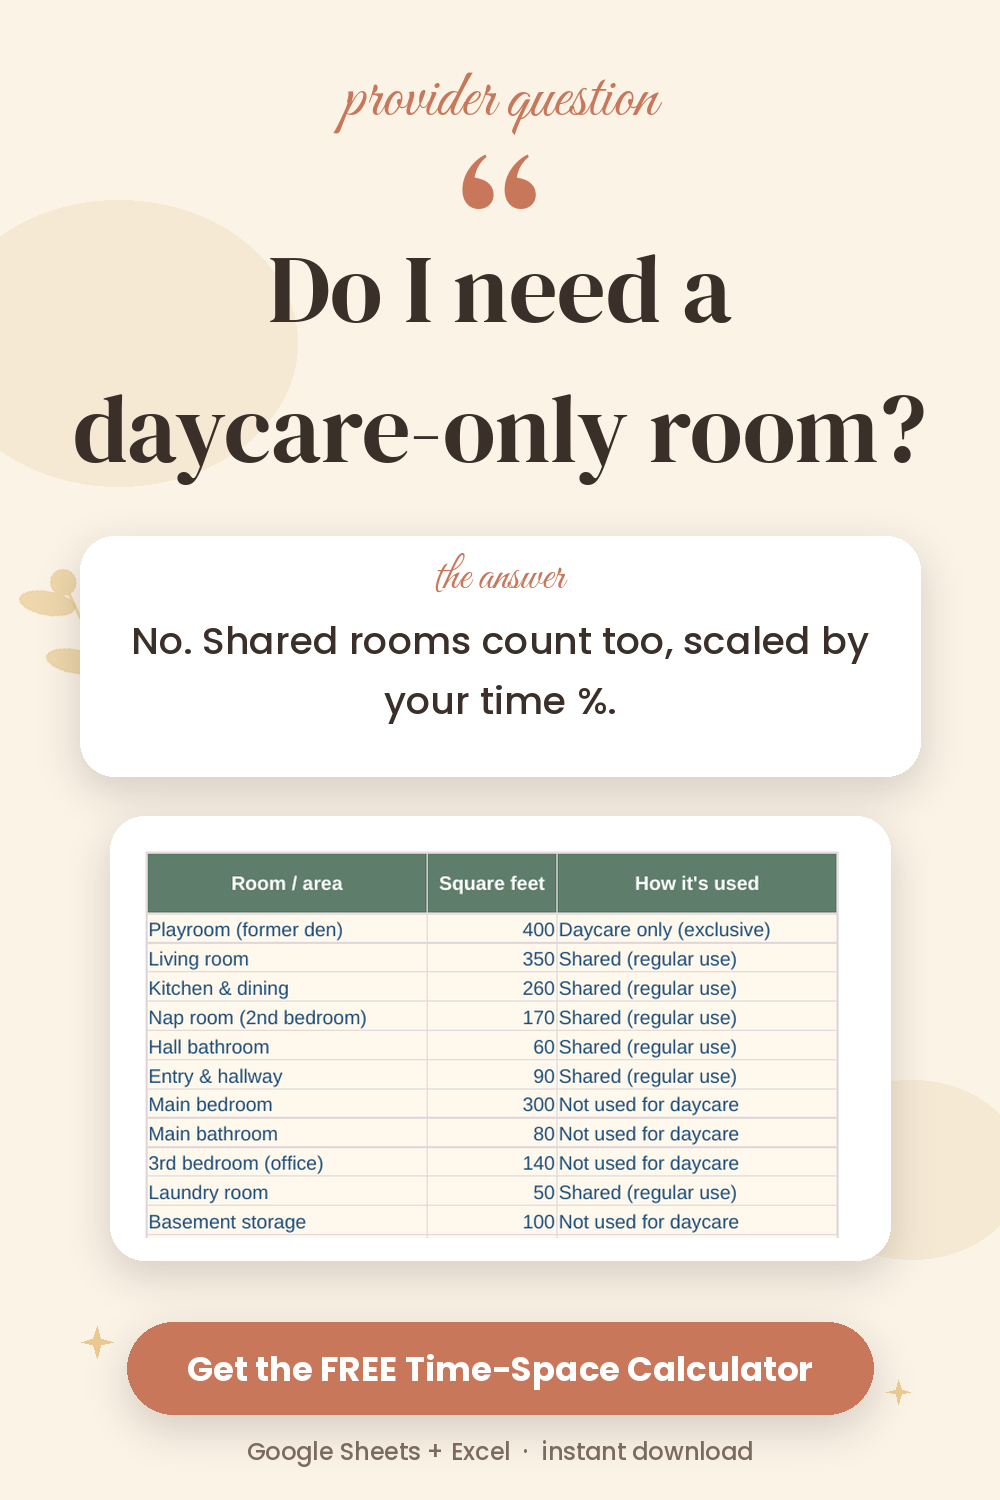 provider question
“
Do I need a
daycare-only room?
the answer
No. Shared rooms count too, scaled by
your time %.
Room / area Square feet How it's used
Playroom (former den) 400 Daycare only (exclusive)
Living room 350 Shared (regular use)
Kitchen & dining 260 Shared (regular use)
Nap room (2nd bedroom) 170 Shared (regular use)
Hall bathroom 60 Shared (regular use)
Entry & hallway 90 Shared (regular use)
Main bedroom 300 Not used for daycare
Main bathroom 80 Not used for daycare
3rd bedroom (office) 140 Not used for daycare
Laundry room 50 Shared (regular use)
Basement storage 100 Not used for daycare
Get the FREE Time-Space Calculator
Google Sheets + Excel · instant download